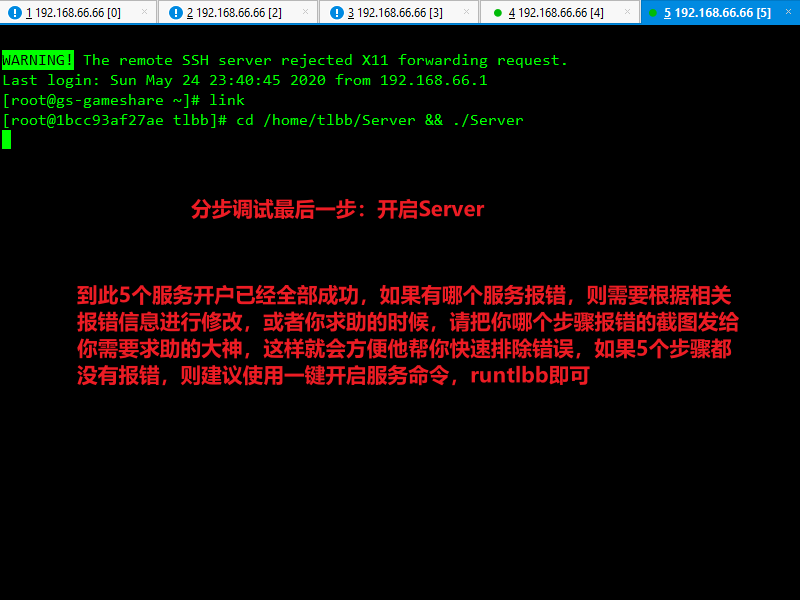 1 192.168.66.66 [0] × 2 192.168.66.66 [2] × 3 192.168.66.66 [3] × 4 192.168.66.66 [4] × 5 192.168.66.66 [5] ×
WARNING! The remote SSH server rejected X11 forwarding request.
Last login: Sun May 24 23:40:45 2020 from 192.168.66.1
[root@gs-gameshare ~]# link
[root@1bcc93af27ae tlbb]# cd /home/tlbb/Server && ./Server
分步调试最后一步：开启Server
到此5个服务开户已经全部成功，如果有哪个服务报错，则需要根据相关
报错信息进行修改，或者你求助的时候，请把你哪个步骤报错的截图发给
你需要求助的大神，这样就会方便他帮你快速排除错误，如果5个步骤都
没有报错，则建议使用一键开启服务命令，runtlbb即可